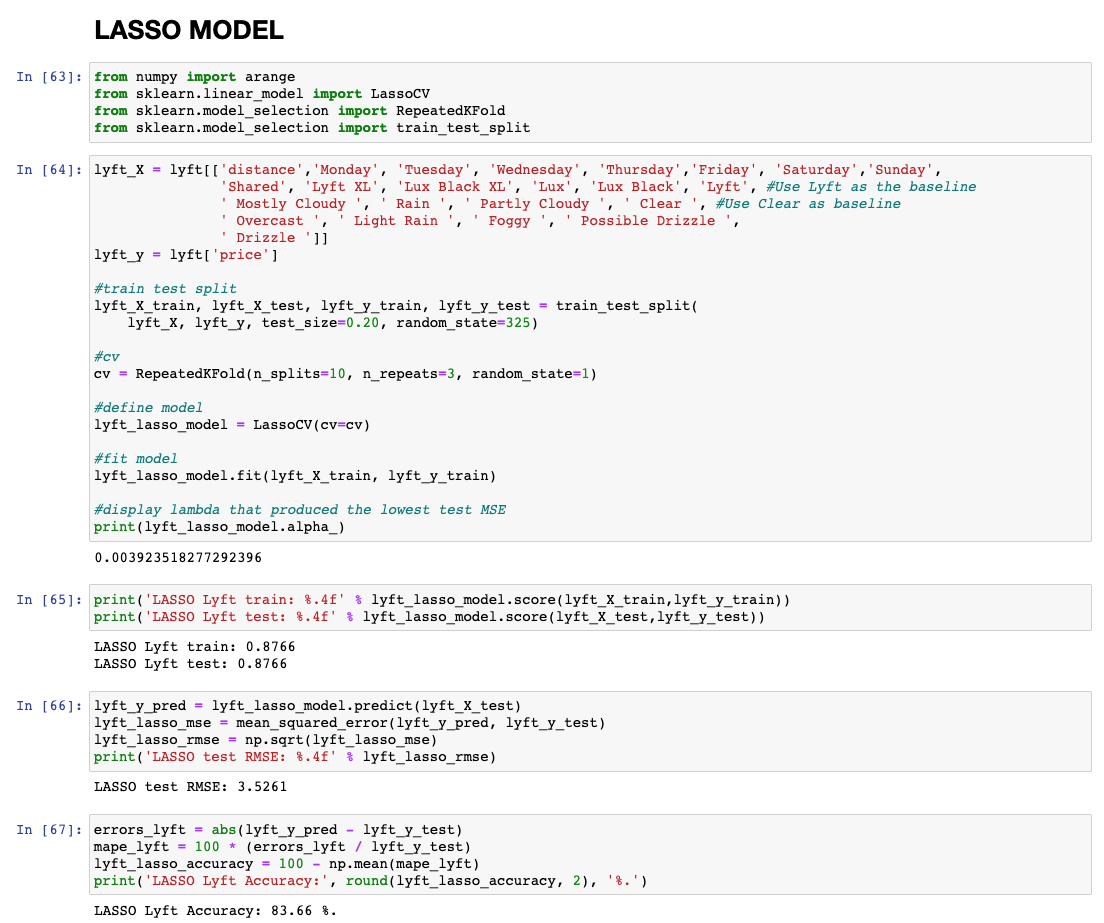 LASSO MODEL
In [63]: from numpy import arange
from sklearn.linear_model import LassoCV
from sklearn.model_selection import RepeatedKFold
from sklearn.model_selection import train_test_split
In [64]: lyft_X = lyft[['distance','Monday', 'Tuesday', 'Wednesday', 'Thursday','Friday', 'Saturday','Sunday',
'Shared', 'Lyft XL', 'Lux Black XL', 'Lux', 'Lux Black', 'Lyft', #Use Lyft as the baseline
' Mostly Cloudy ', ' Rain ', ' Partly Cloudy ', ' Clear ', #Use Clear as baseline
' Overcast ', ' Light Rain ', ' Foggy ', ' Possible Drizzle ',
' Drizzle ']]
lyft_y = lyft['price']
#train test split
lyft_X_train, lyft_X_test, lyft_y_train, lyft_y_test = train_test_split(
lyft_X, lyft_y, test_size=0.20, random_state=325)
#cv
cv = RepeatedKFold(n_splits=10, n_repeats=3, random_state=1)
#define model
lyft_lasso_model = LassoCV(cv=cv)
#fit model
lyft_lasso_model.fit(lyft_X_train, lyft_y_train)
#display lambda that produced the lowest test MSE
print(lyft_lasso_model.alpha_)
0.003923518277292396
In [65]: print('LASSO Lyft train: %.4f' % lyft_lasso_model.score(lyft_X_train,lyft_y_train))
print('LASSO Lyft test: %.4f' % lyft_lasso_model.score(lyft_X_test,lyft_y_test))
LASSO Lyft train: 0.8766
LASSO Lyft test: 0.8766
In [66]: lyft_y_pred = lyft_lasso_model.predict(lyft_X_test)
lyft_lasso_mse = mean_squared_error(lyft_y_pred, lyft_y_test)
lyft_lasso_rmse = np.sqrt(lyft_lasso_mse)
print('LASSO test RMSE: %.4f' % lyft_lasso_rmse)
LASSO test RMSE: 3.5261
In [67]: errors_lyft = abs(lyft_y_pred - lyft_y_test)
mape_lyft = 100 * (errors_lyft / lyft_y_test)
lyft_lasso_accuracy = 100 - np.mean(mape_lyft)
print('LASSO Lyft Accuracy:', round(lyft_lasso_accuracy, 2), '%.')
LASSO Lyft Accuracy: 83.66 %.